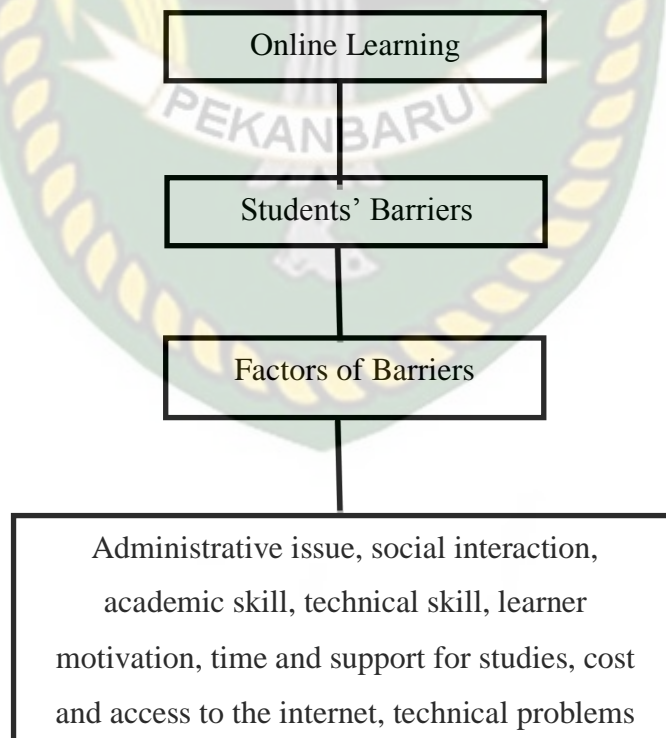 Online Learning
PEKANBARU
Students’ Barriers
Factors of Barriers
Administrative issue, social interaction,
academic skill, technical skill, learner
motivation, time and support for studies, cost
and access to the internet, technical problems